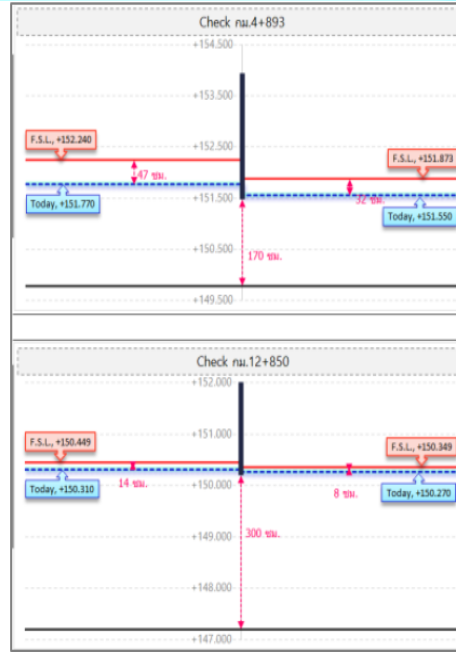 Check กม.4+893
+154.500
+153.500
+152.500
F.S.L., +152.240
F.S.L., +151.873
47 ซม.
32 ซม.
Today, +151.770
+151.500
Today, +151.550
+150.500
170 ซม.
+149.500
Check กม.12+850
+152.000
+151.000
F.S.L., +150.449
F.S.L., +150.349
Today, +150.310
14 ซม.
+150.000
8 ซม.
Today, +150.270
+149.000
300 ซม.
+148.000
+147.000